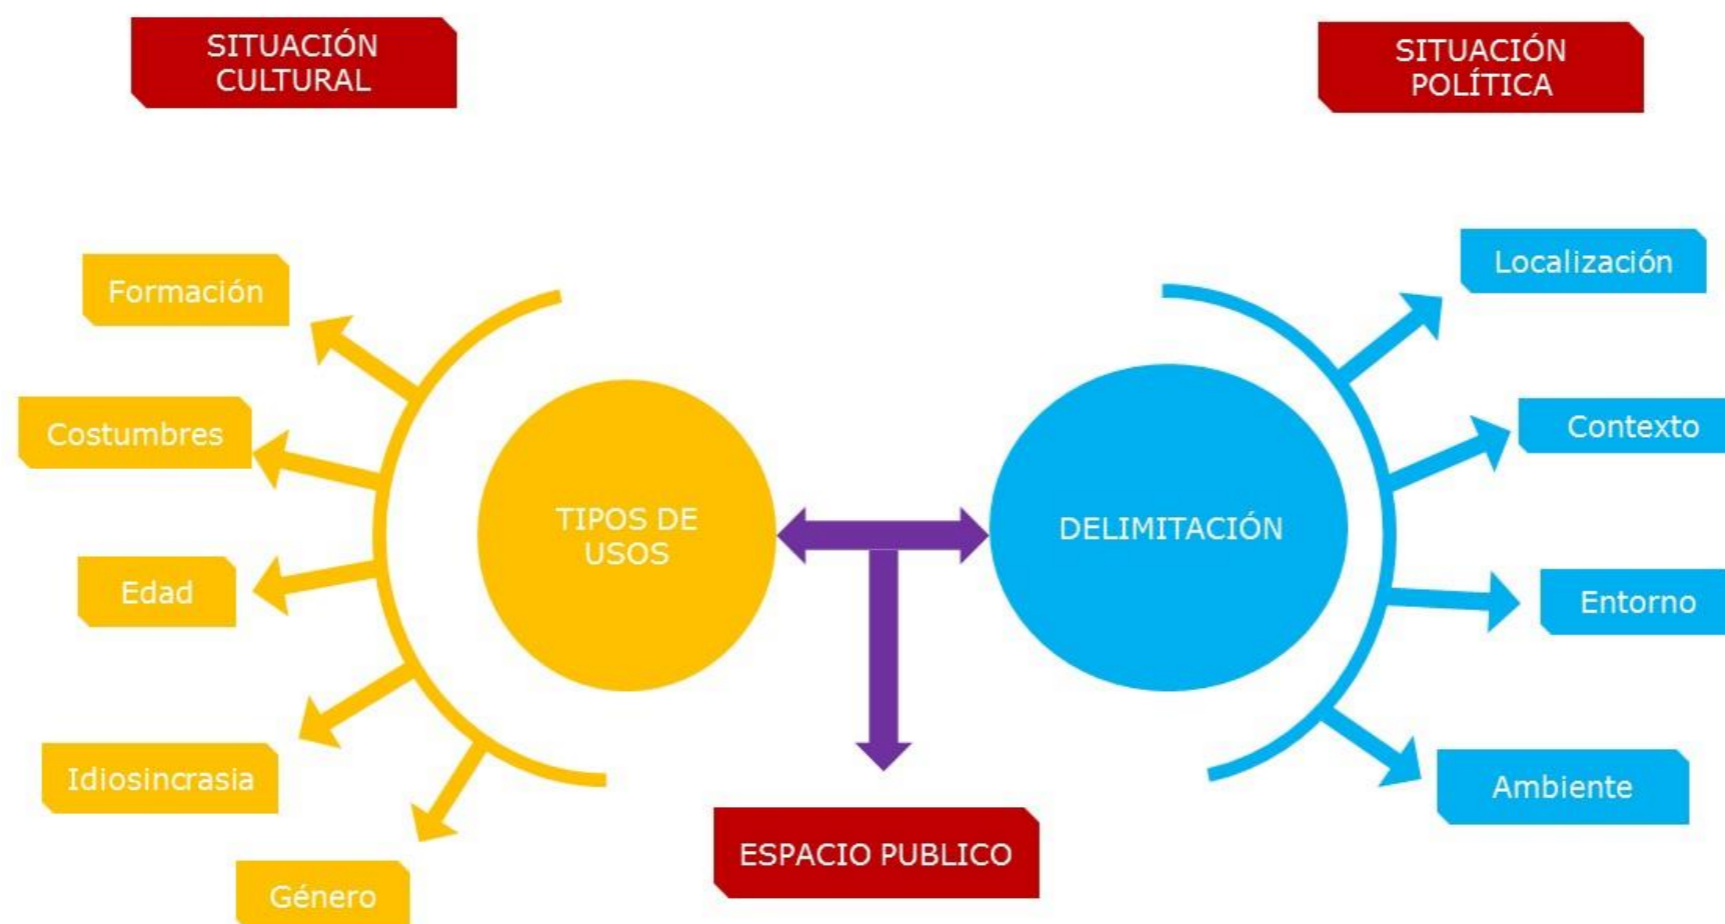 SITUACIÓN
CULTURAL
SITUACIÓN
POLÍTICA
Formación
Costumbres
Edad
Idiosincrasia
Género
TIPOS DE
USOS
DELIMITACIÓN
Localización
Contexto
Entorno
Ambiente
ESPACIO PUBLICO